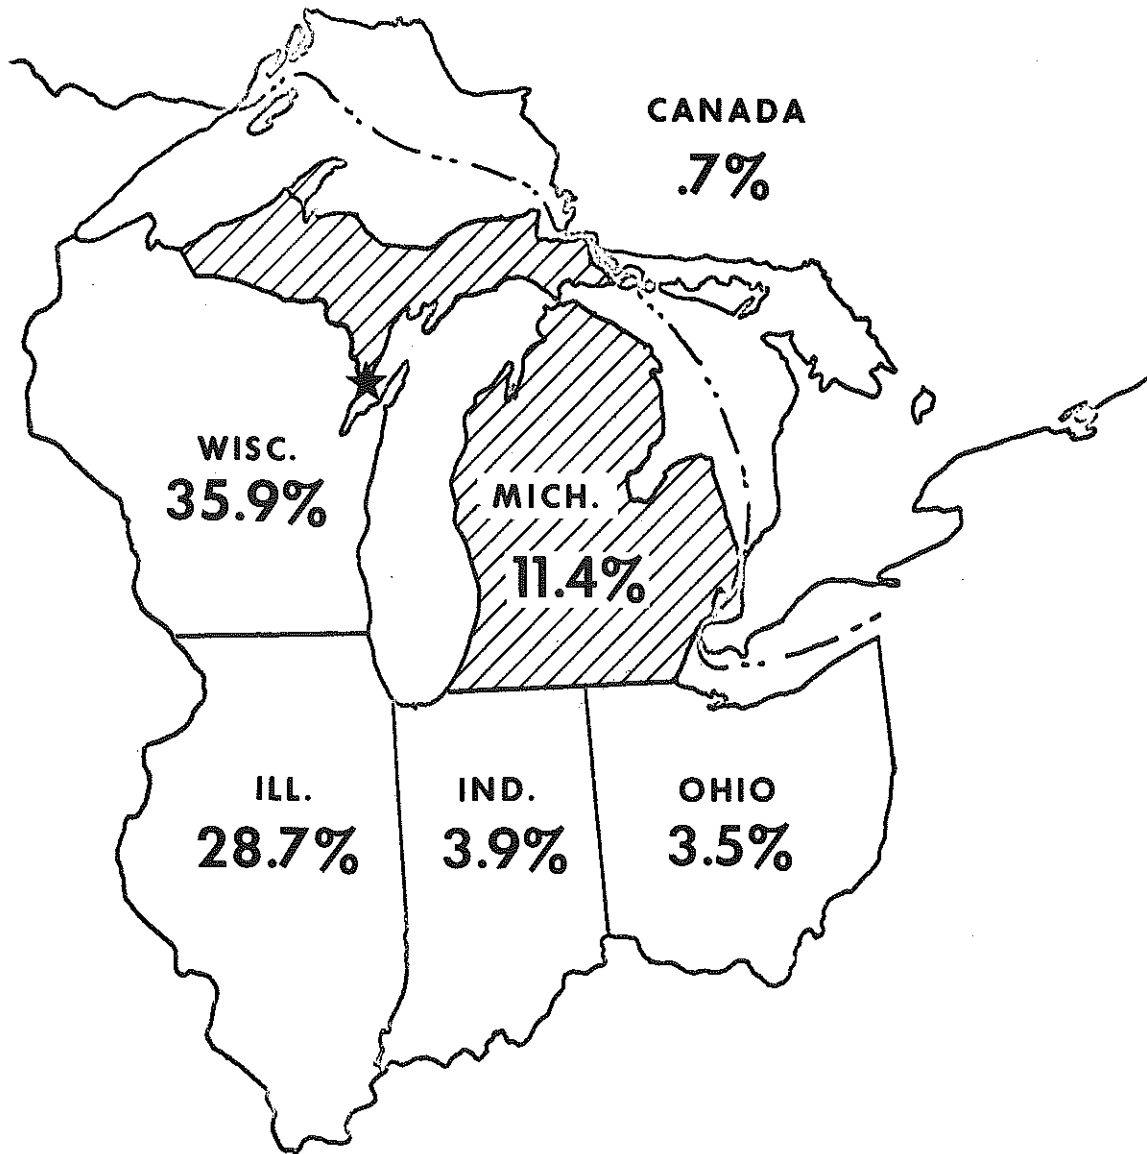 CANADA
.7%
WISC.
35.9%
MICH.
11.4%
ILL.
28.7%
IND.
3.9%
OHIO
3.5%